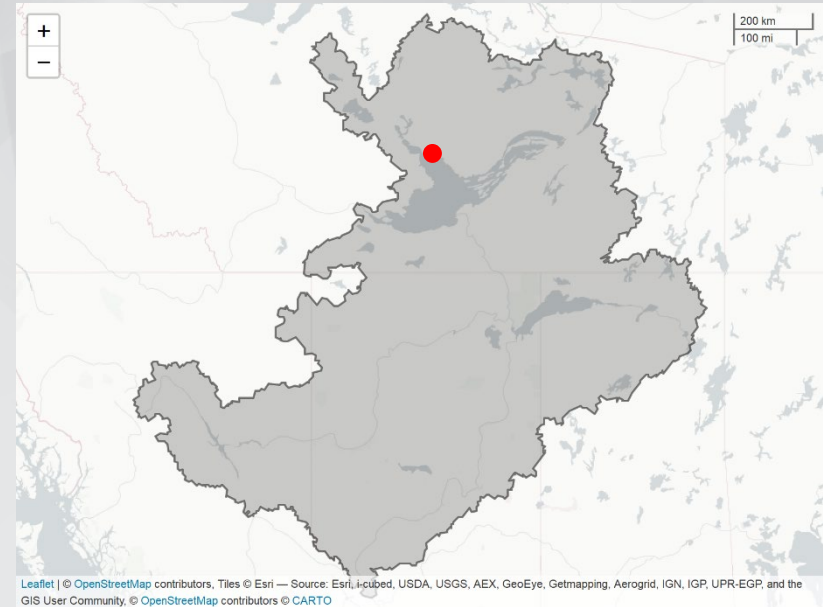 +
−
200 km
100 mi
Leaflet | © OpenStreetMap contributors, Tiles © Esri — Source: Esri, i-cubed, USDA, USGS, AEX, GeoEye, Getmapping, Aerogrid, IGN, IGP, UPR-EGP, and the
GIS User Community, © OpenStreetMap contributors © CARTO